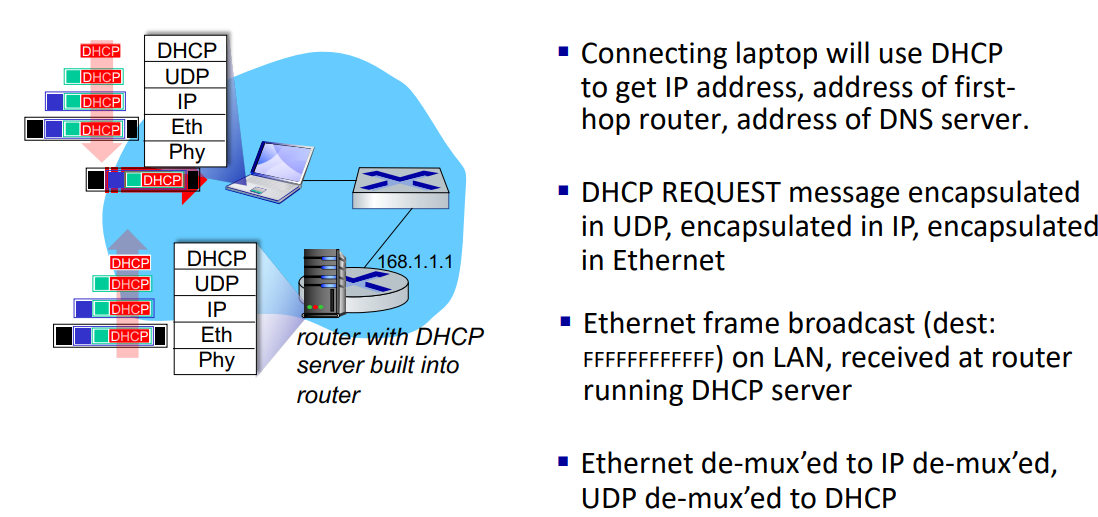 DHCP
DHCP
DHCP
DHCP
DHCP
DHCP
UDP
IP
Eth
Phy
DHCP
DHCP
DHCP
DHCP
DHCP
UDP
IP
Eth
Phy
168.1.1.1
router with DHCP
server built into
router
▪ Connecting laptop will use DHCP
to get IP address, address of first-
hop router, address of DNS server.
▪ DHCP REQUEST message encapsulated
in UDP, encapsulated in IP, encapsulated
in Ethernet
▪ Ethernet frame broadcast (dest:
FFFFFFFFFFFF) on LAN, received at router
running DHCP server
▪ Ethernet de-mux’ed to IP de-mux’ed,
UDP de-mux’ed to DHCP